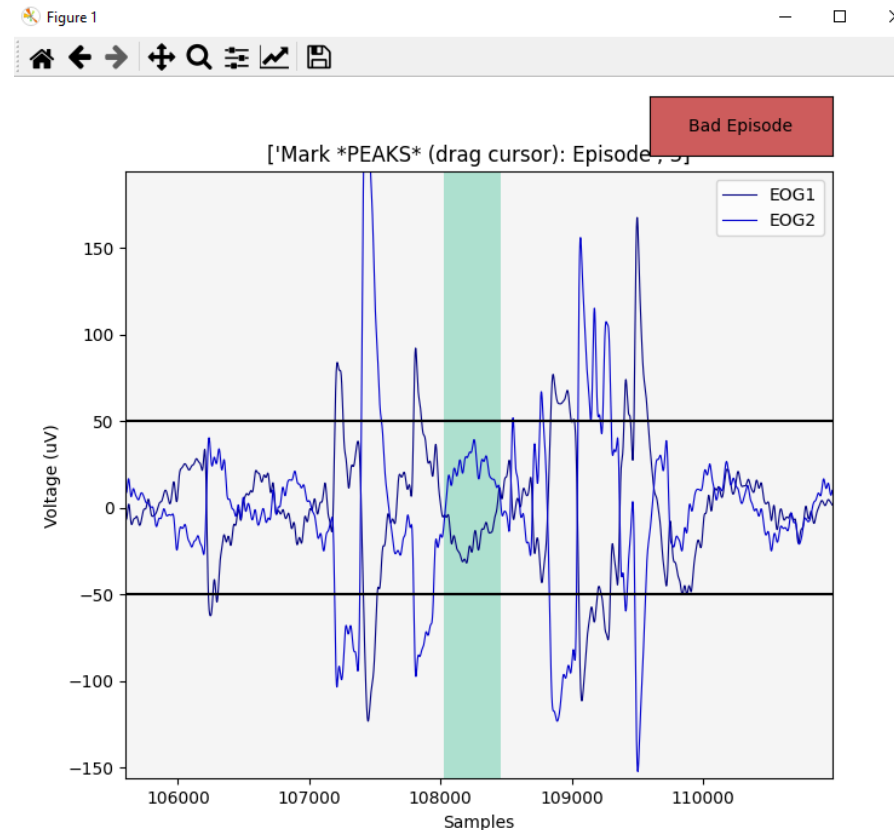 Figure 1
Bad Episode
['Mark *PEAKS* (drag cursor): Episode', 3]
EOG1
EOG2
150
100
50
0
−50
−100
−150
Voltage (uV)
106000 107000 108000 109000 110000
Samples